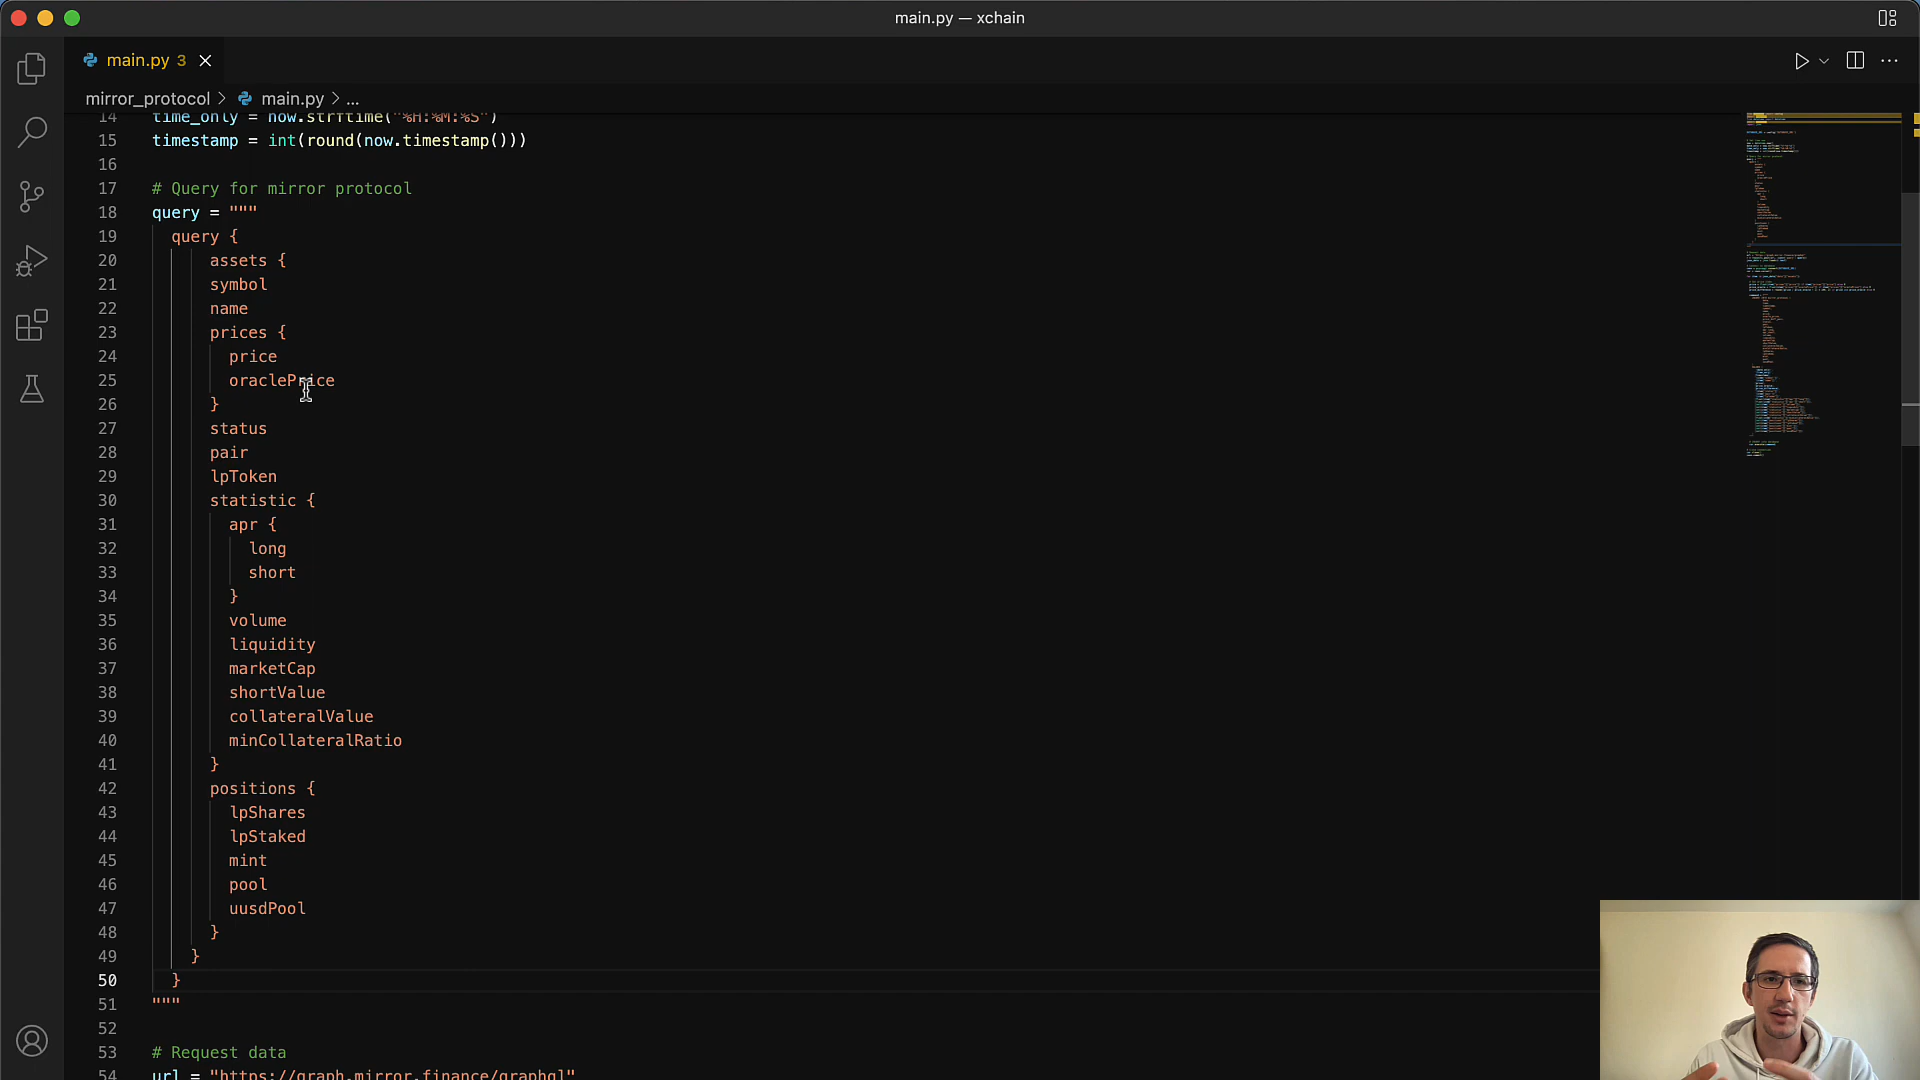 main.py — xchain
main.py 3
mirror_protocol > main.py > ...
14 time_only = now.strftime("%H:%M:%S")
15 timestamp = int(round(now.timestamp()))
16
17 # Query for mirror protocol
18 query = """
19 query {
20 assets {
21 symbol
22 name
23 prices {
24 price
25 oraclePrice
26 }
27 status
28 pair
29 lpToken
30 statistic {
31 apr {
32 long
33 short
34 }
35 volume
36 liquidity
37 marketCap
38 shortValue
39 collateralValue
40 minCollateralRatio
41 }
42 positions {
43 lpShares
44 lpStaked
45 mint
46 pool
47 uusdPool
48 }
49 }
50 }
51 """
52
53 # Request data
54 url = "https://graph.mirror.finance/graphql"